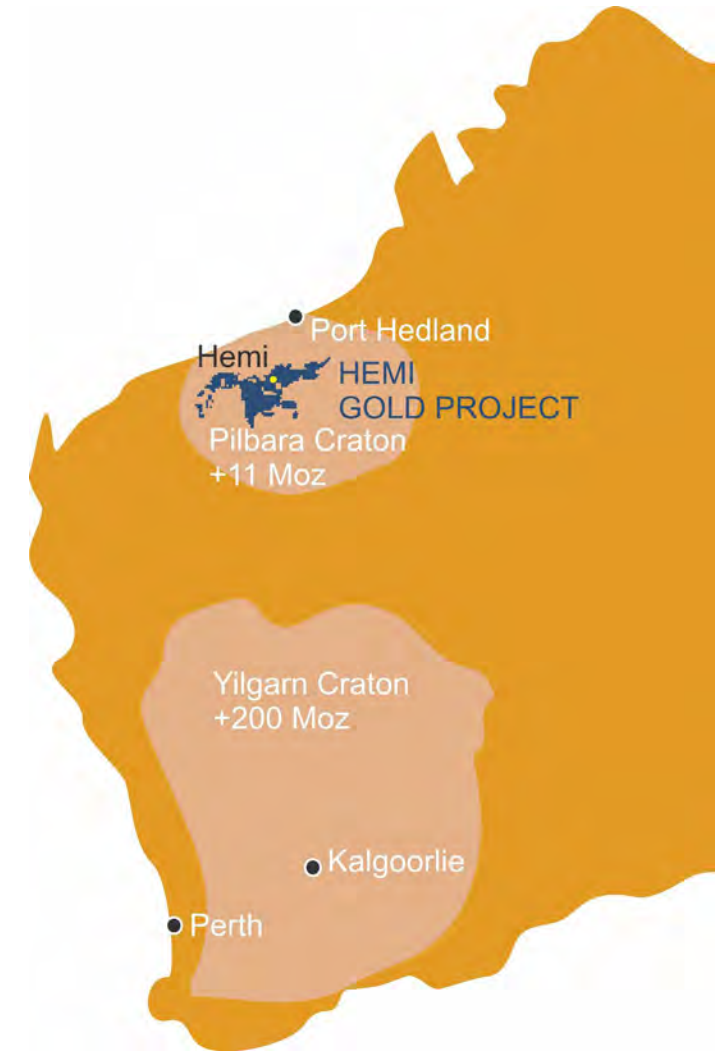 Port Hedland
Hemi
HEMI
GOLD PROJECT
Pilbara Craton
+11 Moz
Yilgarn Craton
+200 Moz
Kalgoorlie
Perth